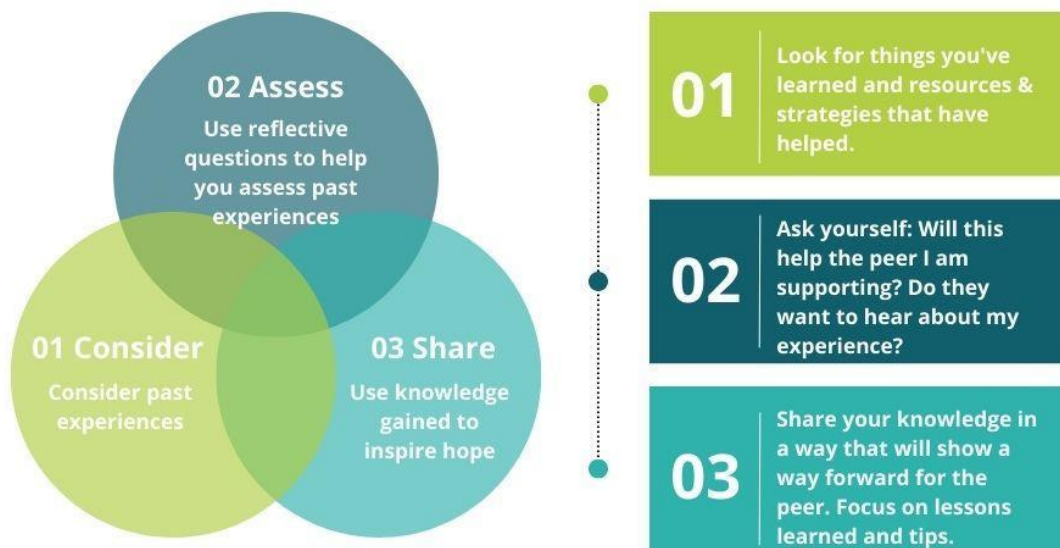 02 Assess
Use reflective
questions to help
you assess past
experiences
01 Consider
Consider past
experiences
03 Share
Use knowledge
gained to
inspire hope
01
Look for things you've
learned and resources &
strategies that have
helped.
02
Ask yourself: Will this
help the peer I am
supporting? Do they
want to hear about my
experience?
03
Share your knowledge in
a way that will show a
way forward for the
peer. Focus on lessons
learned and tips.